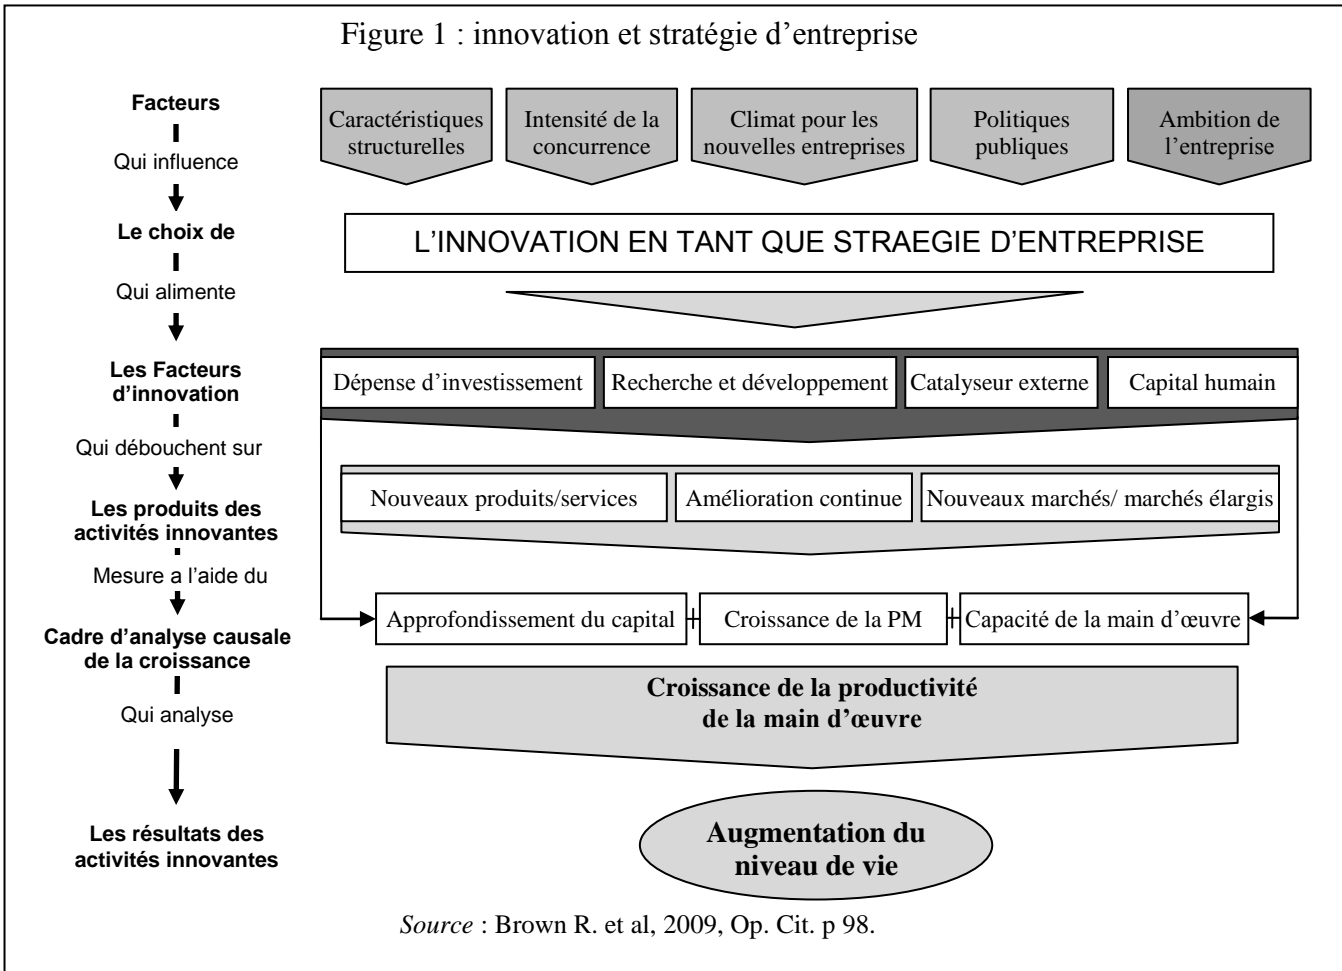 Figure 1 : innovation et stratégie d’entreprise
Facteurs
Qui influence
Le choix de
Qui alimente
Les Facteurs
d’innovation
Qui débouchent sur
Les produits des
activités innovantes
Mesure a l’aide du
Cadre d’analyse causale
de la croissance
Qui analyse
Les résultats des
activités innovantes
Caractéristiques
structurelles
Intensité de la
concurrence
Climat pour les
nouvelles entreprises
Politiques
publiques
Ambition de
l’entreprise
L’INNOVATION EN TANT QUE STRAEGIE D’ENTREPRISE
Dépense d’investissement
Recherche et développement
Catalyseur externe
Capital humain
Nouveaux produits/services
Amélioration continue
Nouveaux marchés/ marchés élargis
Approfondissement du capital
Croissance de la PM
Capacité de la main d’œuvre
Croissance de la productivité
de la main d’œuvre
Augmentation du
niveau de vie
Source : Brown R. et al, 2009, Op. Cit. p 98.